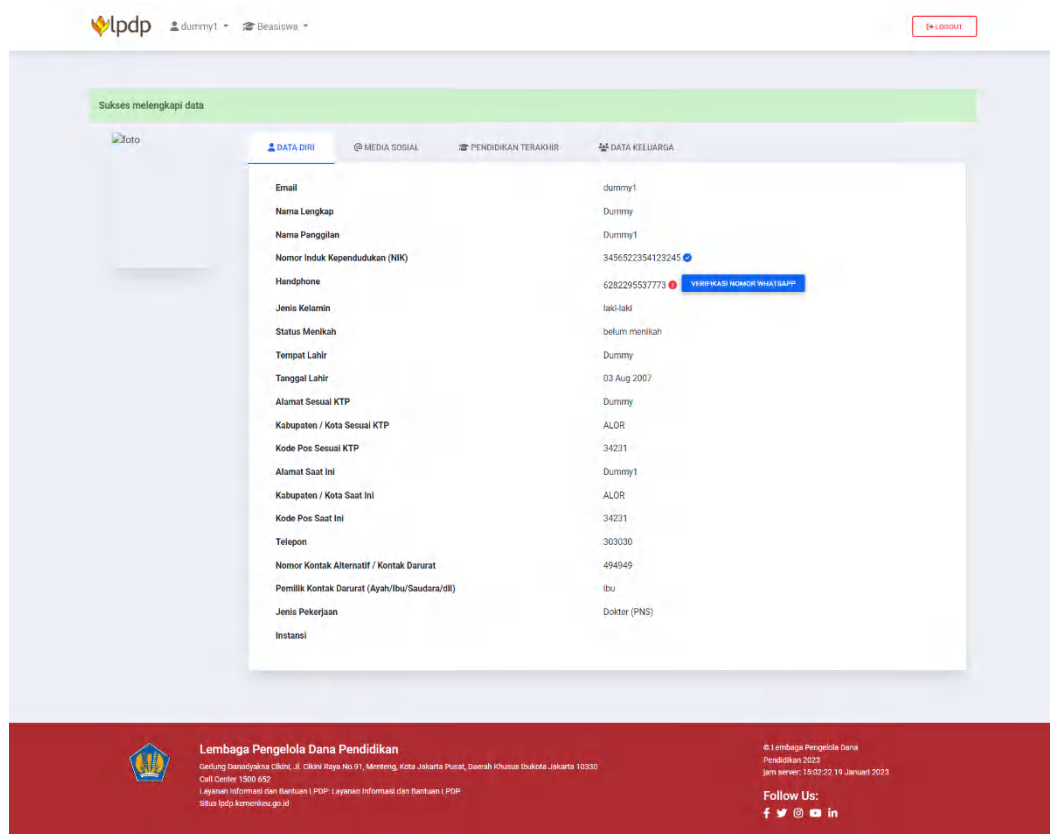 lpdp dummy1 Beasiswa LOGOUT
Sukses melengkapi data
foto
DATA DIRI @ MEDIA SOSIAL PENDIDIKAN TERAKHIR DATA KELUARGA
Email dummy1
Nama Lengkap Dummy
Nama Panggilan Dummy1
Nomor Induk Kependudukan (NIK) 3456522354123245
Handphone 6282295537773 VERIFIKASI NOMOR WHATSAPP
Jenis Kelamin laki-laki
Status Menikah belum menikah
Tempat Lahir Dummy
Tanggal Lahir 03 Aug 2007
Alamat Sesuai KTP Dummy
Kabupaten / Kota Sesuai KTP ALOR
Kode Pos Sesuai KTP 34231
Alamat Saat Ini Dummy1
Kabupaten / Kota Saat Ini ALOR
Kode Pos Saat Ini 34231
Telepon 303030
Nomor Kontak Alternatif / Kontak Darurat 494949
Pemilik Kontak Darurat (Ayah/Ibu/Saudara/dll) Ibu
Jenis Pekerjaan Dokter (PNS)
Instansi
Lembaga Pengelola Dana Pendidikan
Gedung Danadyaksa Cikini, Jl. Cikini Raya No.91, Menteng, Kota Jakarta Pusat, Daerah Khusus Ibukota Jakarta 10330
Call Center 1500 652
Layanan Informasi dan Bantuan LPDP: Layanan Informasi dan Bantuan LPDP
Situs lpdp.kemenkeu.go.id
© Lembaga Pengelola Dana
Pendidikan 2023
jam server: 15:02:22 19 Januari 2023
Follow Us: